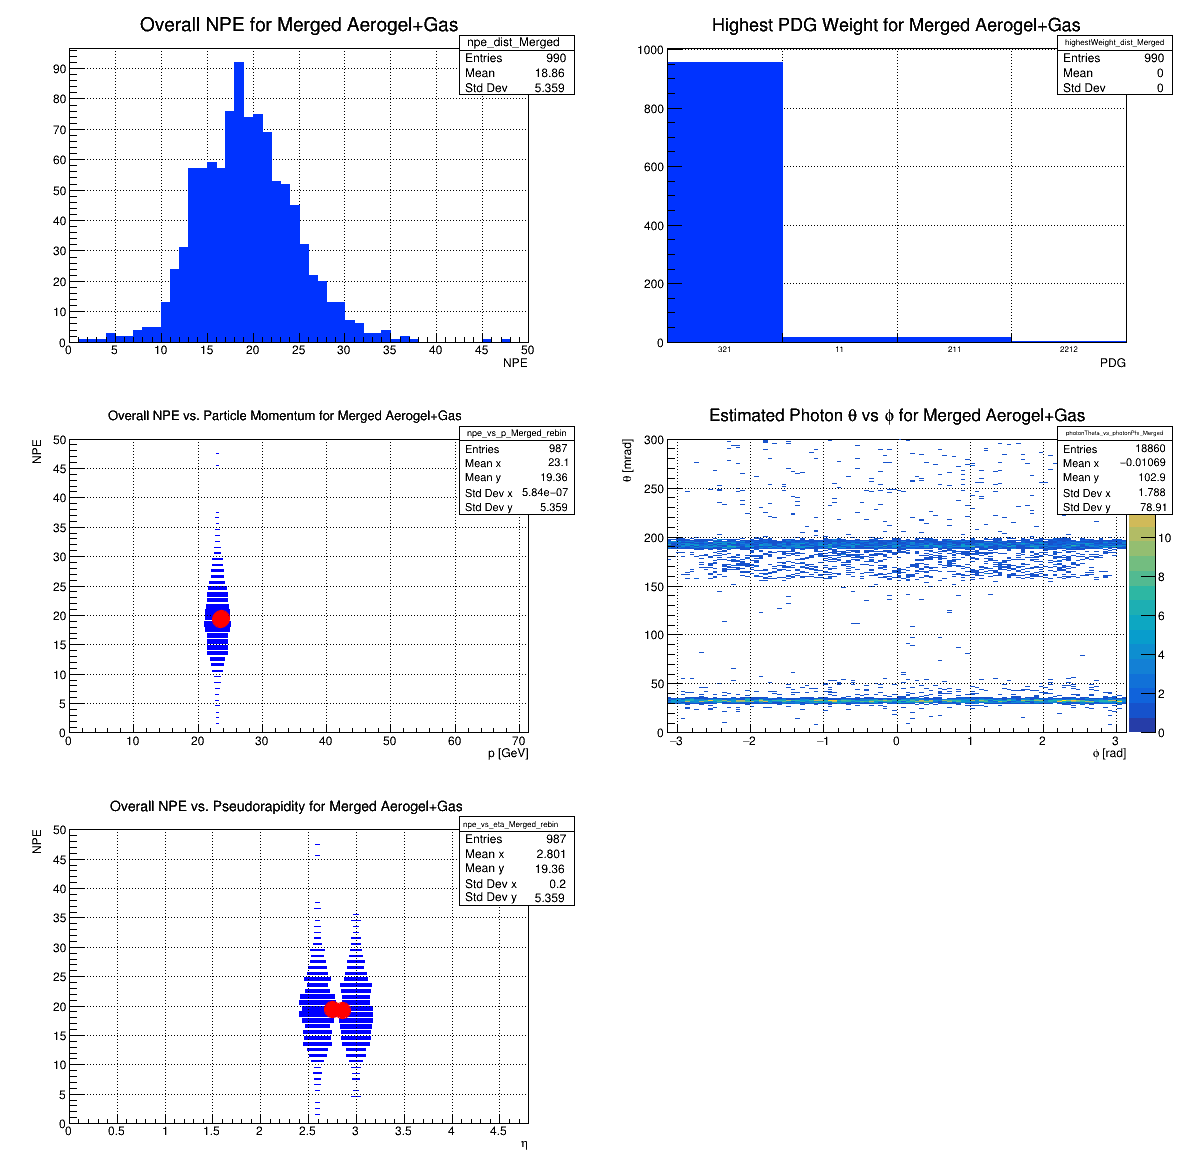 Overall NPE for Merged Aerogel+Gas
npe_dist_Merged
Entries 990
Mean 18.86
Std Dev 5.359
90
80
70
60
50
40
30
20
10
0
0 5 10 15 20 25 30 35 40 45 50
NPE
Highest PDG Weight for Merged Aerogel+Gas
highestWeight_dist_Merged
Entries 990
Mean 0
Std Dev 0
1000
800
600
400
200
0
321 11 211 2212
PDG
Overall NPE vs. Particle Momentum for Merged Aerogel+Gas
npe_vs_p_Merged_rebin
Entries 987
Mean x 23.1
Mean y 19.36
Std Dev x 5.84e−07
Std Dev y 5.359
NPE
50
45
40
35
30
25
20
15
10
5
0
0 10 20 30 40 50 60 70
p [GeV]
Estimated Photon θ vs ϕ for Merged Aerogel+Gas
photonTheta_vs_photonPhi_Merged
Entries 18860
Mean x −0.01069
Mean y 102.9
Std Dev x 1.788
Std Dev y 78.91
θ [mrad]
300
250
200
150
100
50
0
−3 −2 −1 0 1 2 3
ϕ [rad]
10
8
6
4
2
0
Overall NPE vs. Pseudorapidity for Merged Aerogel+Gas
npe_vs_eta_Merged_rebin
Entries 987
Mean x 2.801
Mean y 19.36
Std Dev x 0.2
Std Dev y 5.359
NPE
50
45
40
35
30
25
20
15
10
5
0
0 0.5 1 1.5 2 2.5 3 3.5 4 4.5
η